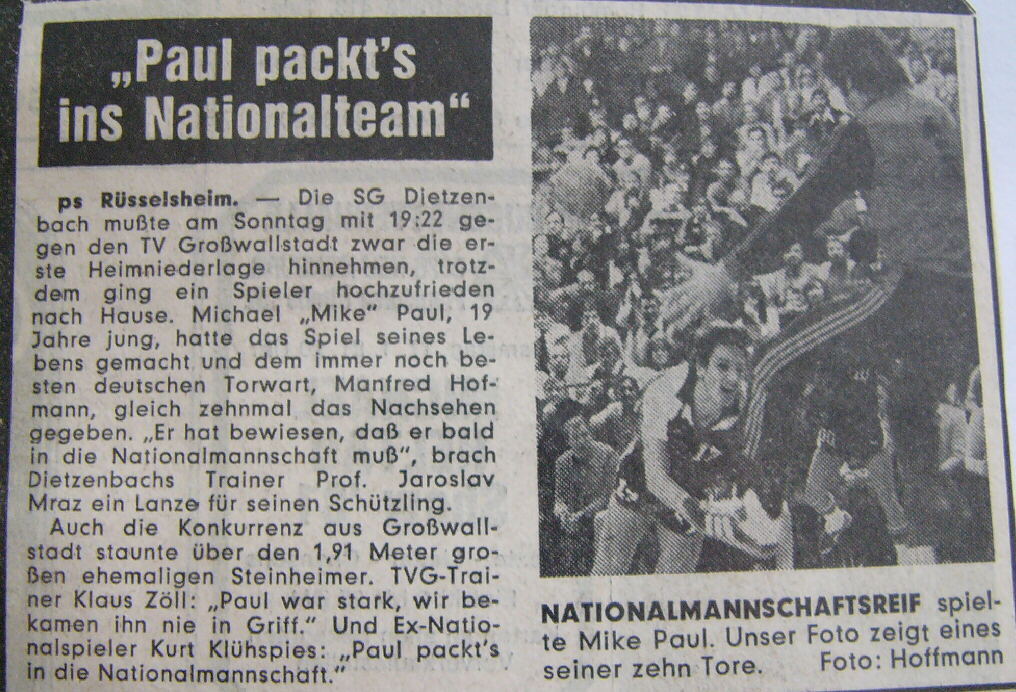 „Paul packt's
ins Nationalteam“
ps Rüsselsheim. — Die SG Dietzen-
bach mußte am Sonntag mit 19:22 ge-
gen den TV Großwallstadt zwar die er-
ste Heimniederlage hinnehmen, trotz-
dem ging ein Spieler hochzufrieden
nach Hause. Michael „Mike“ Paul, 19
Jahre jung, hatte das Spiel seines Le-
bens gemacht und dem immer noch be-
sten deutschen Torwart, Manfred Hof-
mann, gleich zehnmal das Nachsehen
gegeben. „Er hat bewiesen, daß er bald
in die Nationalmannschaft muß“, brach
Dietzenbachs Trainer Prof. Jaroslav
Mraz ein Lanze für seinen Schützling.
Auch die Konkurrenz aus Großwall-
stadt staunte über den 1,91 Meter gro-
ßen ehemaligen Steinheimer. TVG-Trai-
ner Klaus Zöll: „Paul war stark, wir be-
kamen ihn nie in Griff.“ Und Ex-Natio-
nalspieler Kurt Klühspies: „Paul packt's
in die Nationalmannschaft.“
NATIONALMANNSCHAFTSREIF spiel-
te Mike Paul. Unser Foto zeigt eines
seiner zehn Tore. Foto: Hoffmann